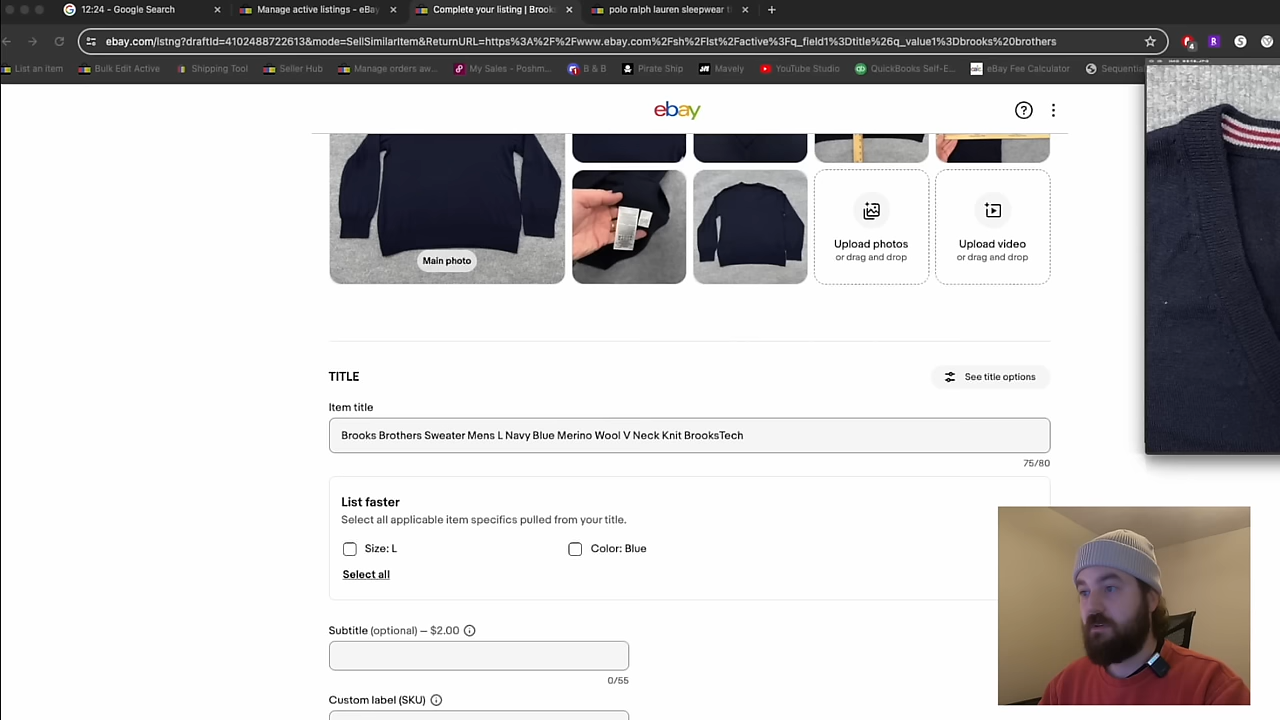 12:24 - Google Search
Manage active listings - eBay
Complete your listing | Brook
polo ralph lauren sleepwear
ebay.com/lstng?draftId=4102488722613&mode=SellSimilarItem&ReturnURL=https%3A%2F%2Fwww.ebay.com%2Fsh%2Flst%2Factive%3Fq_field1%3Dtitle%26q_value1%3Dbrooks%20brothers
List an item
Bulk Edit Active
Shipping Tool
Seller Hub
Manage orders aw...
My Sales - Poshm...
B & B
Pirate Ship
Mavely
YouTube Studio
QuickBooks Self-E...
eBay Fee Calculator
Sequentia
ebay
Main photo
Upload photos
or drag and drop
Upload video
or drag and drop
TITLE
See title options
Item title
Brooks Brothers Sweater Mens L Navy Blue Merino Wool V Neck Knit BrooksTech
75/80
List faster
Select all applicable item specifics pulled from your title.
Size: L
Color: Blue
Select all
Subtitle (optional) – $2.00
0/55
Custom label (SKU)